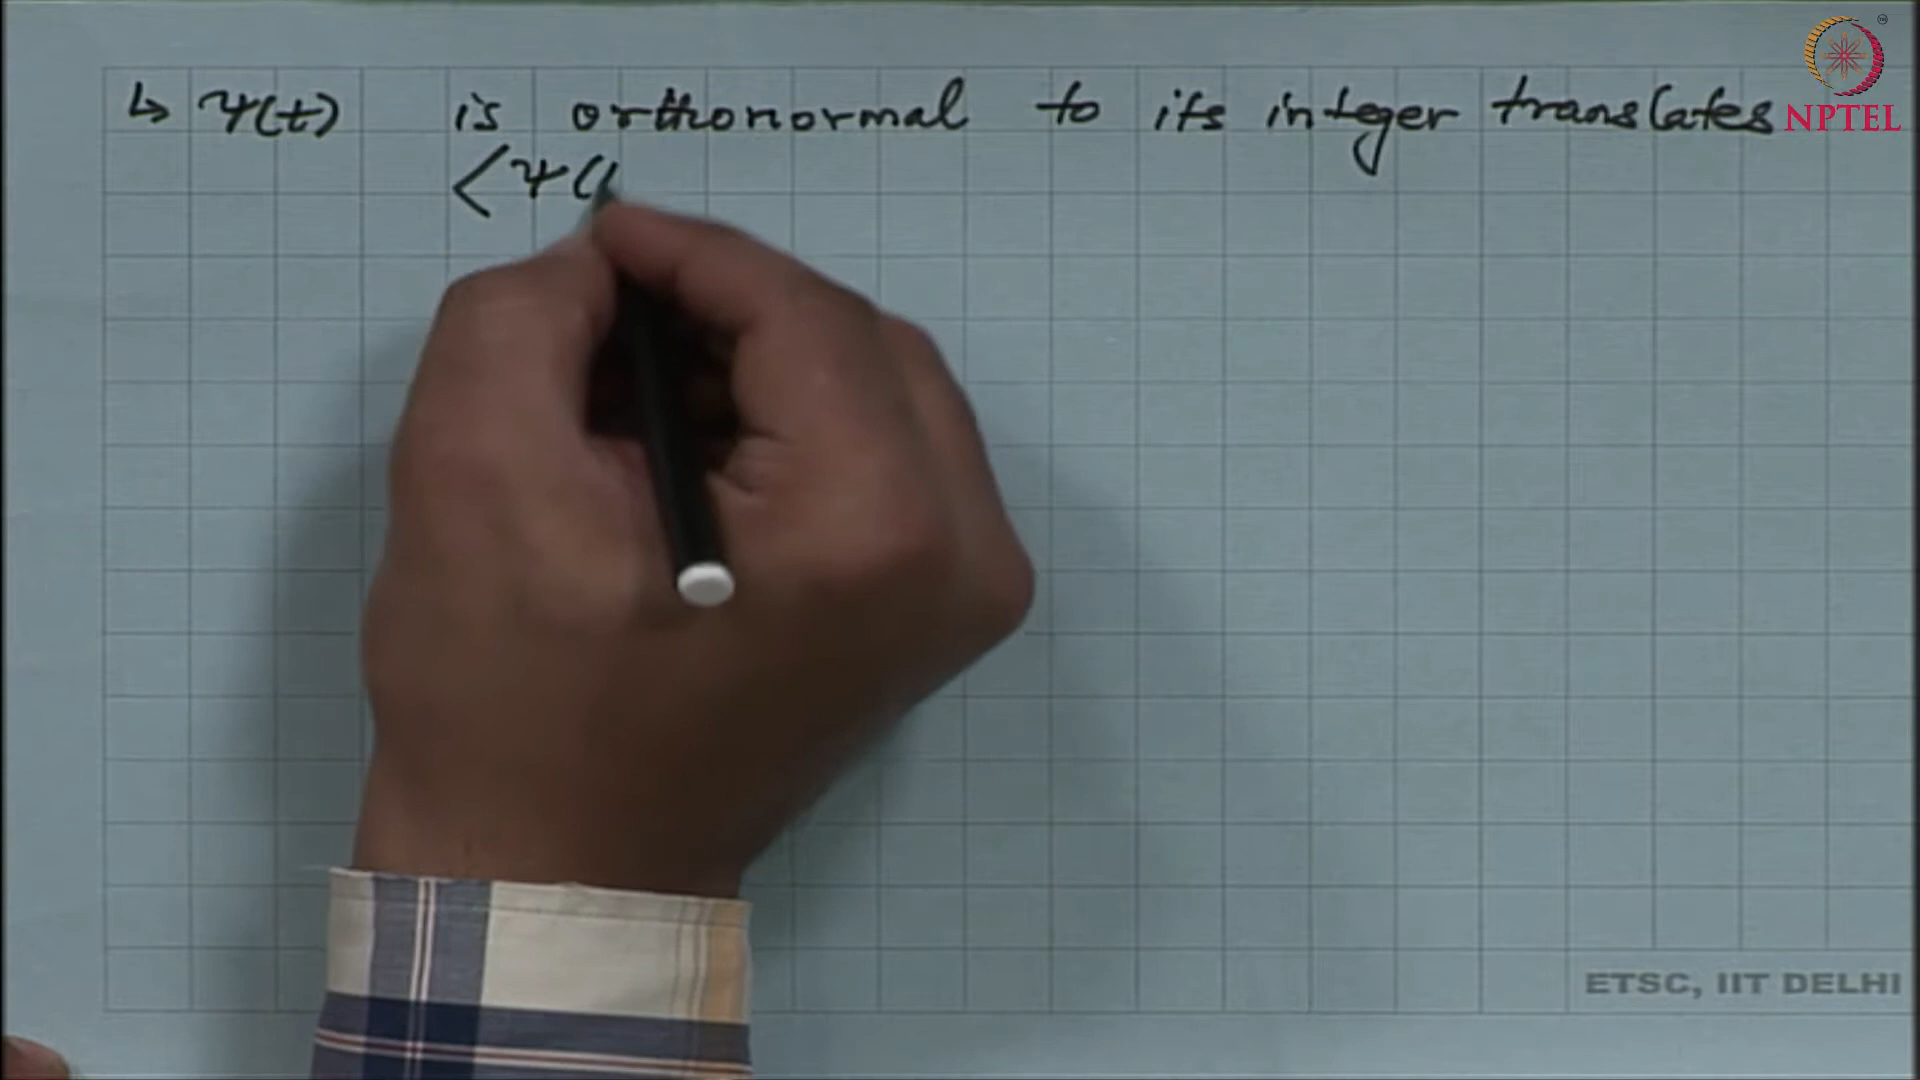 ↳ ψ(t) is orthonormal to its integer translates
NPTEL
<ψ(
ETSC, IIT DELHI